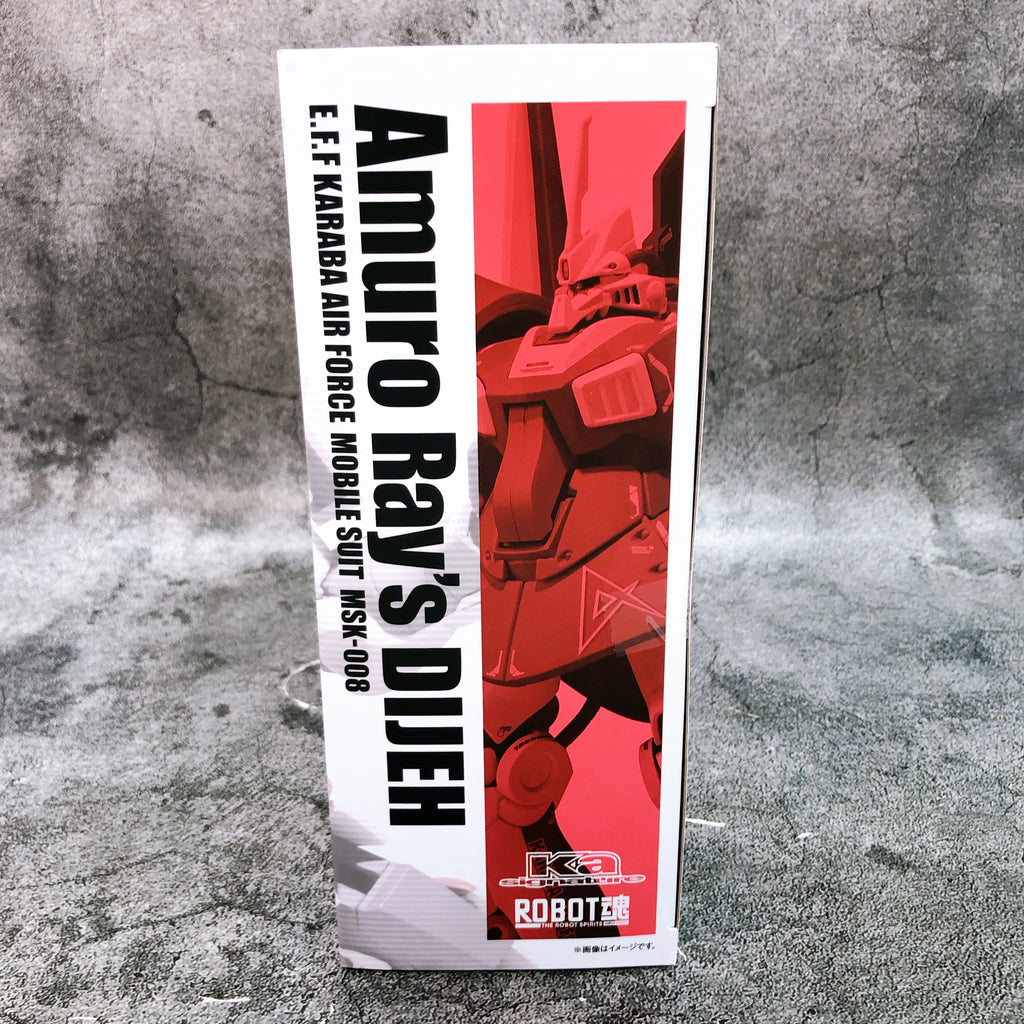 Amuro Ray's DIJEH
E.F.F KARABA AIR FORCE MOBILE SUIT MSK-008
Ka
signature
ROBOT魂
THE ROBOT SPIRITS
※画像はイメージです。